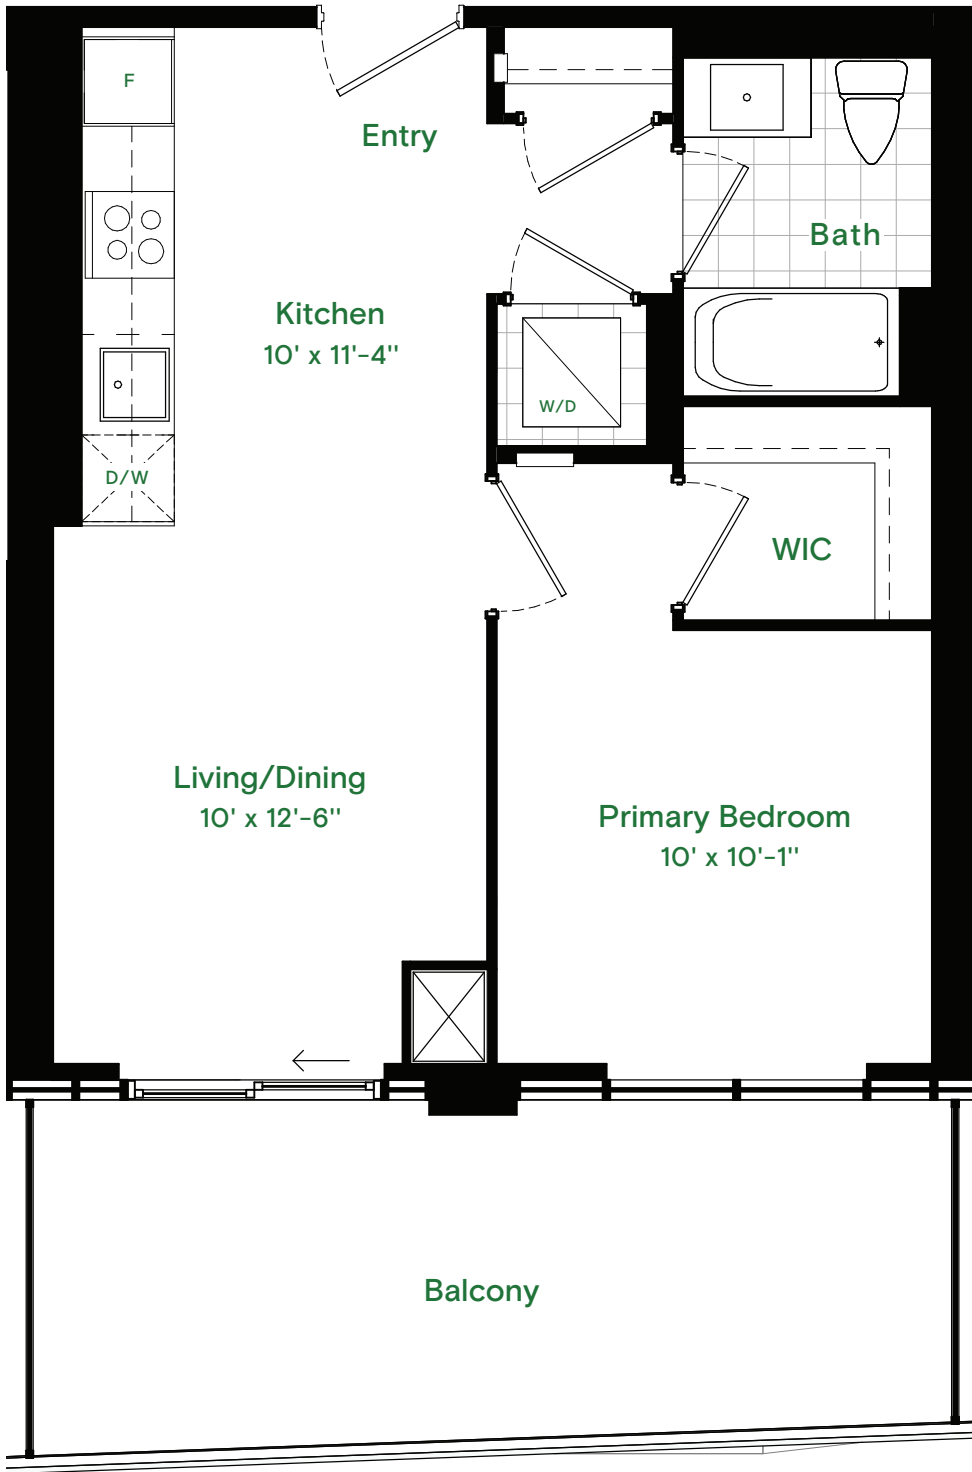 F
Entry
Bath
Kitchen
10' x 11'-4"
W/D
D/W
WIC
Living/Dining
10' x 12'-6"
Primary Bedroom
10' x 10'-1"
Balcony